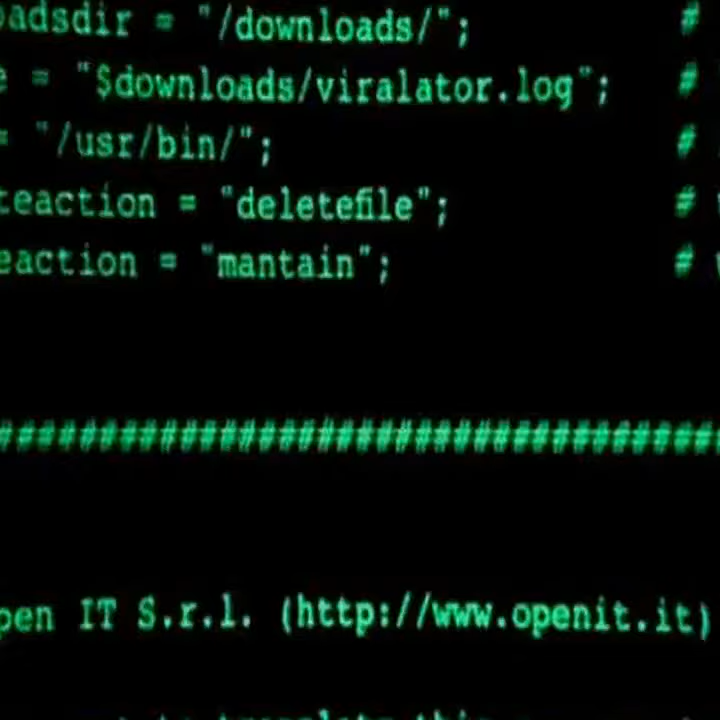 adsdir = "/downloads/"; #
e = "$downloads/viralator.log"; #
= "/usr/bin/"; #
teaction = "deletefile"; #
eaction = "mantain"; #
####################################
pen IT S.r.l. (http://www.openit.it)